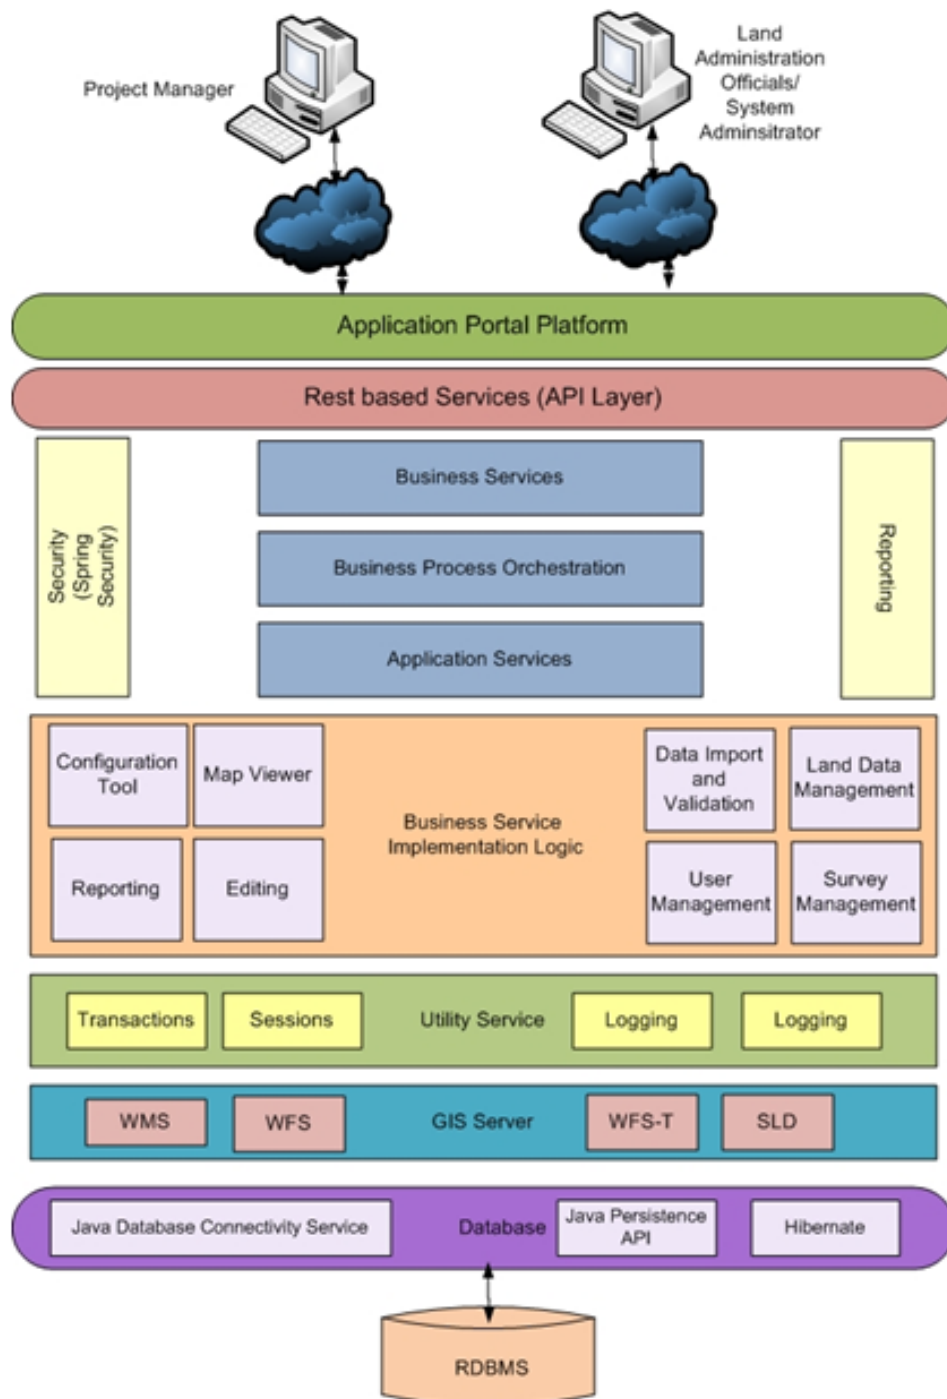 Project Manager
Land
Administration
Officials/
System
Adminsitrator
Application Portal Platform
Rest based Services (API Layer)
Security
(Spring
Security)
Business Services
Business Process Orchestration
Application Services
Reporting
Configuration
Tool
Map Viewer
Reporting
Editing
Business Service
Implementation Logic
Data Import
and
Validation
Land Data
Management
User
Management
Survey
Management
Transactions
Sessions
Utility Service
Logging
Logging
WMS
WFS
GIS Server
WFS-T
SLD
Java Database Connectivity Service
Database
Java Persistence
API
Hibernate
RDBMS